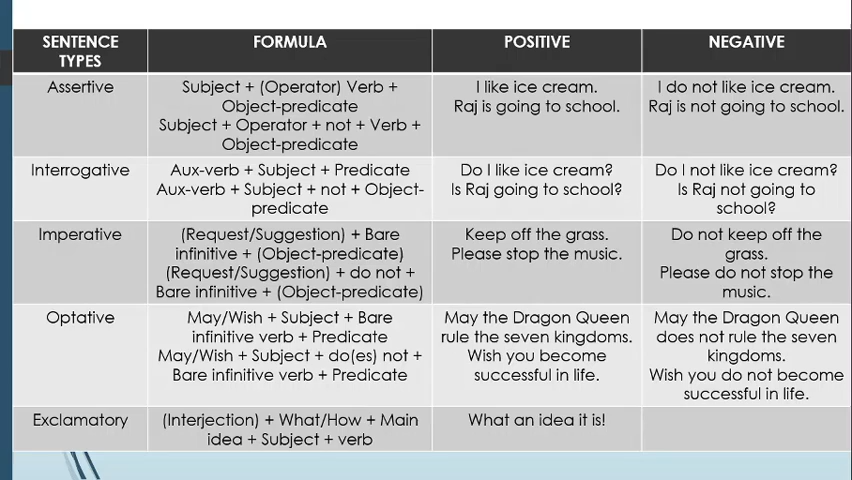 SENTENCE
TYPES
FORMULA
POSITIVE
NEGATIVE
Assertive
Subject + (Operator) Verb +
Object-predicate
Subject + Operator + not + Verb +
Object-predicate
I like ice cream.
Raj is going to school.
I do not like ice cream.
Raj is not going to school.
Interrogative
Aux-verb + Subject + Predicate
Aux-verb + Subject + not + Object-
predicate
Do I like ice cream?
Is Raj going to school?
Do I not like ice cream?
Is Raj not going to
school?
Imperative
(Request/Suggestion) + Bare
infinitive + (Object-predicate)
(Request/Suggestion) + do not +
Bare infinitive + (Object-predicate)
Keep off the grass.
Please stop the music.
Do not keep off the
grass.
Please do not stop the
music.
Optative
May/Wish + Subject + Bare
infinitive verb + Predicate
May/Wish + Subject + do(es) not +
Bare infinitive verb + Predicate
May the Dragon Queen
rule the seven kingdoms.
Wish you become
successful in life.
May the Dragon Queen
does not rule the seven
kingdoms.
Wish you do not become
successful in life.
Exclamatory
(Interjection) + What/How + Main
idea + Subject + verb
What an idea it is!